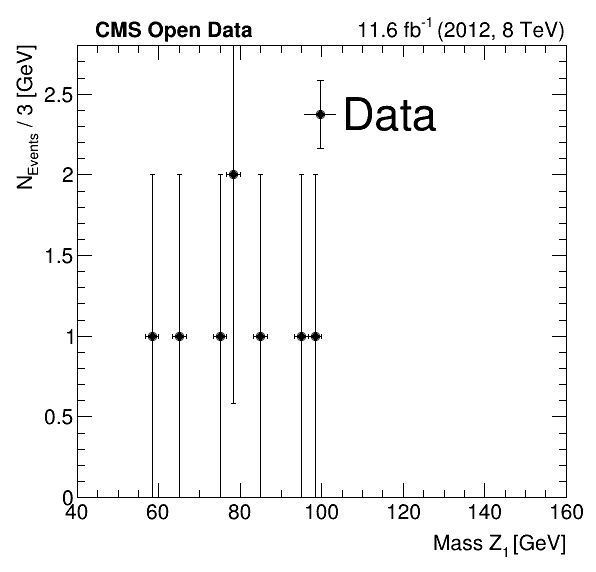 CMS Open Data 11.6 fb⁻¹ (2012, 8 TeV)
N_Events / 3 [GeV]
Data
2.5
2
1.5
1
0.5
0
40 60 80 100 120 140 160
Mass Z₁ [GeV]